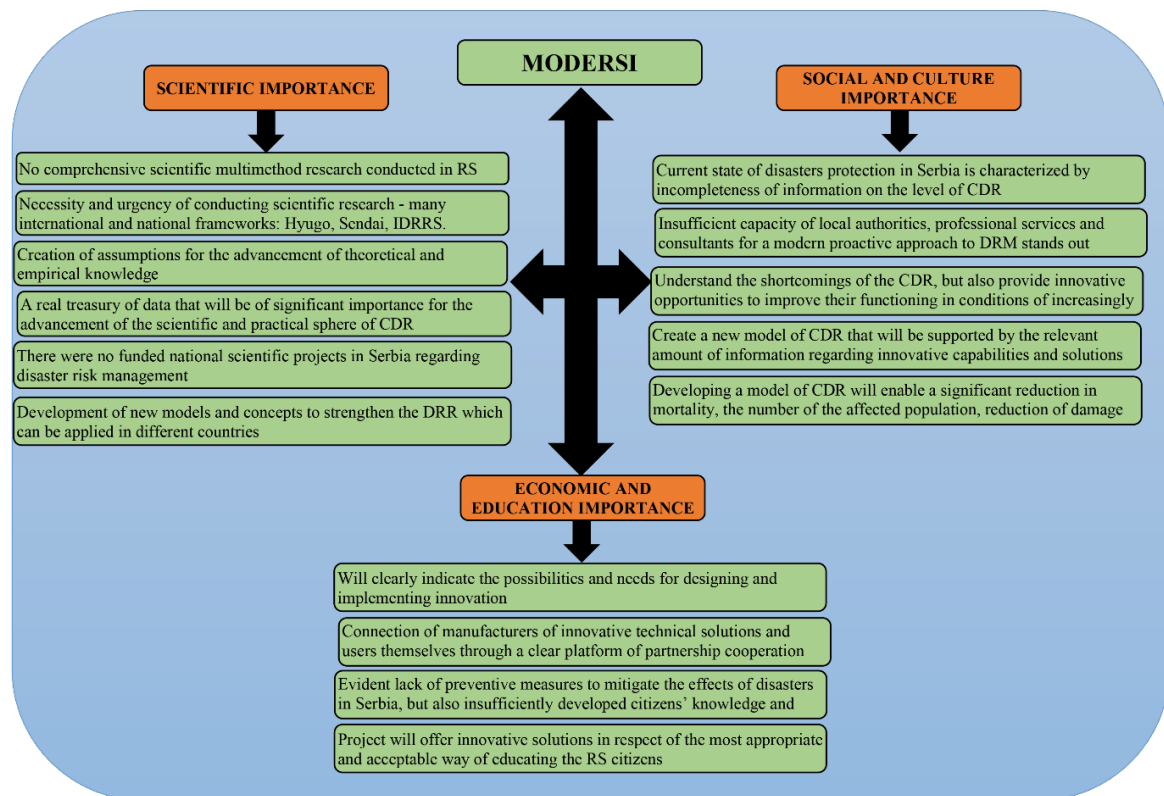 MODERSI
SCIENTIFIC IMPORTANCE
No comprehensive scientific multimethod research conducted in RS
Necessity and urgency of conducting scientific research - many
international and national frameworks: Hyugo, Sendai, IDRRS.
Creation of assumptions for the advancement of theoretical and
empirical knowledge
A real treasury of data that will be of significant importance for the
advancement of the scientific and practical sphere of CDR
There were no funded national scientific projects in Serbia regarding
disaster risk management
Development of new models and concepts to strengthen the DRR which
can be applied in different countries
SOCIAL AND CULTURE
IMPORTANCE
Current state of disasters protection in Serbia is characterized by
incompleteness of information on the level of CDR
Insufficient capacity of local authorities, professional services and
consultants for a modern proactive approach to DRM stands out
Understand the shortcomings of the CDR, but also provide innovative
opportunities to improve their functioning in conditions of increasingly
Create a new model of CDR that will be supported by the relevant
amount of information regarding innovative capabilities and solutions
Developing a model of CDR will enable a significant reduction in
mortality, the number of the affected population, reduction of damage
ECONOMIC AND
EDUCATION IMPORTANCE
Will clearly indicate the possibilities and needs for designing and
implementing innovation
Connection of manufacturers of innovative technical solutions and
users themselves through a clear platform of partnership cooperation
Evident lack of preventive measures to mitigate the effects of disasters
in Serbia, but also insufficiently developed citizens' knowledge and
Project will offer innovative solutions in respect of the most appropriate
and acceptable way of educating the RS citizens